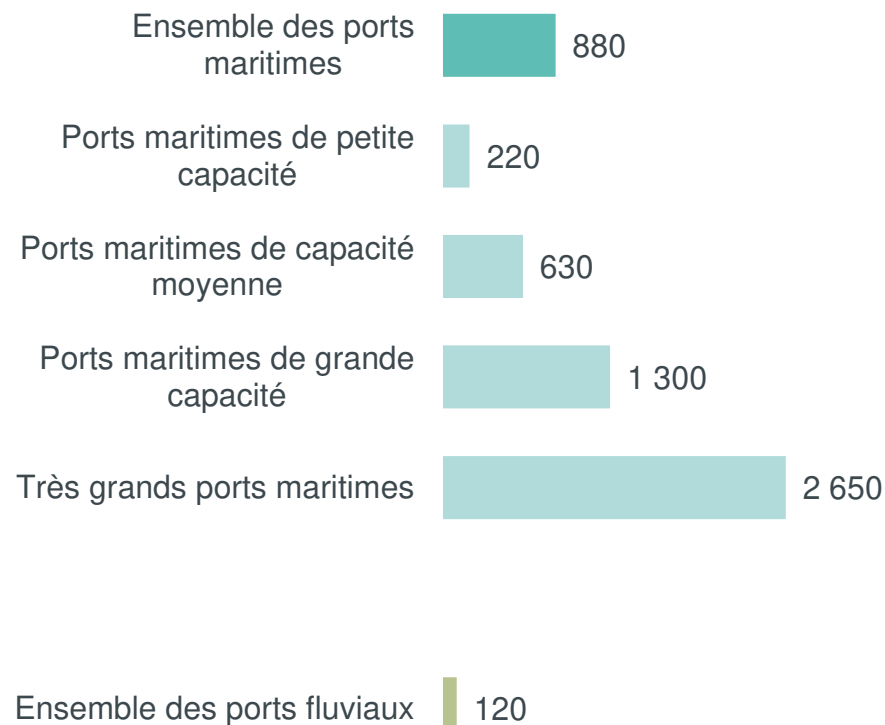 Ensemble des ports
maritimes
880
Ports maritimes de petite
capacité
220
Ports maritimes de capacité
moyenne
630
Ports maritimes de grande
capacité
1 300
Très grands ports maritimes
2 650
Ensemble des ports fluviaux
120